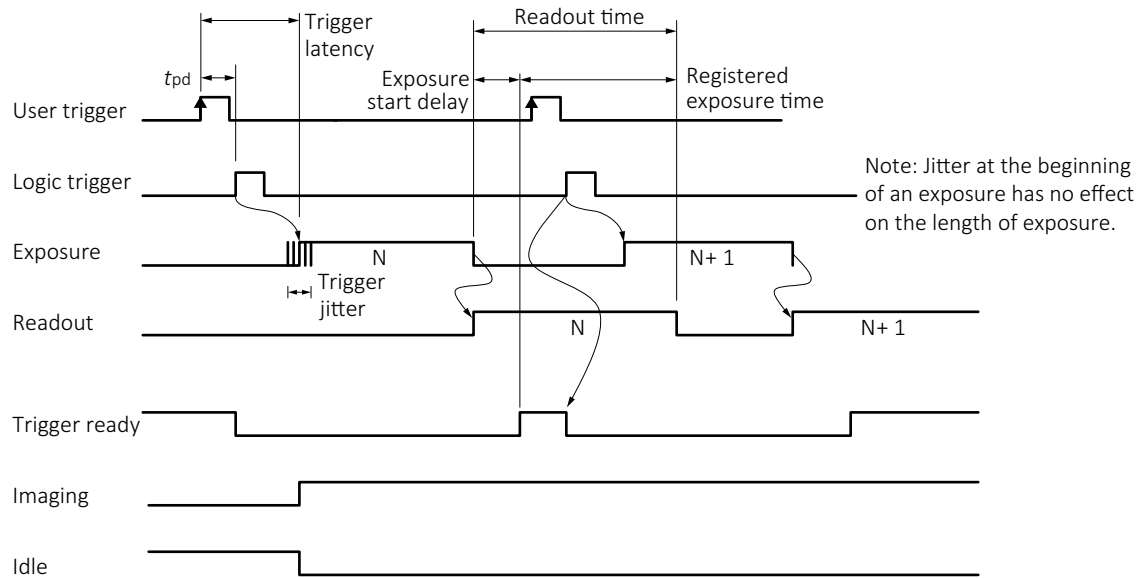 Trigger
latency
Readout time
tpd
Exposure
start delay
Registered
exposure time
User trigger
Logic trigger
Note: Jitter at the beginning
of an exposure has no effect
on the length of exposure.
Exposure
N
N+ 1
Trigger
jitter
Readout
N
N+ 1
Trigger ready
Imaging
Idle